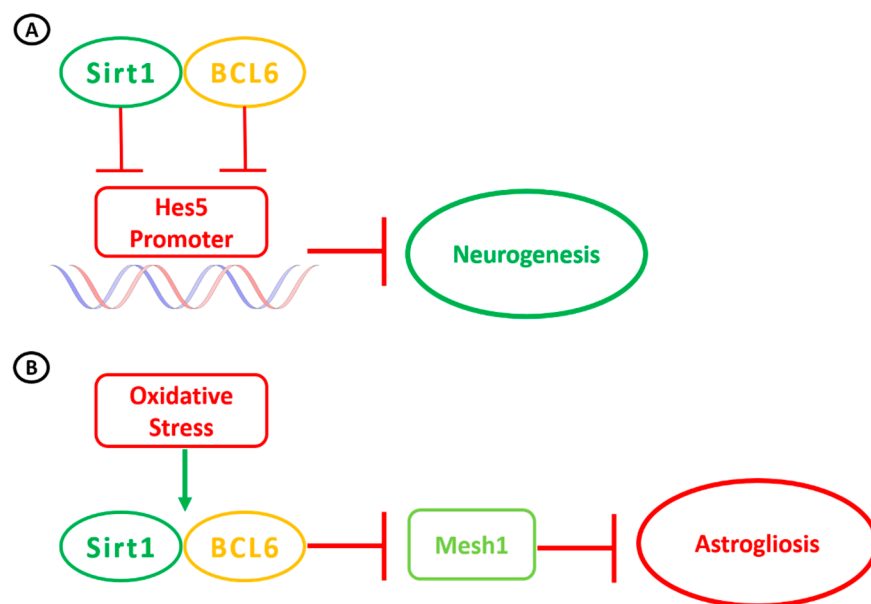 A
Sirt1 BCL6
Hes5
Promoter
Neurogenesis
B
Oxidative
Stress
Sirt1 BCL6 Mesh1 Astrogliosis